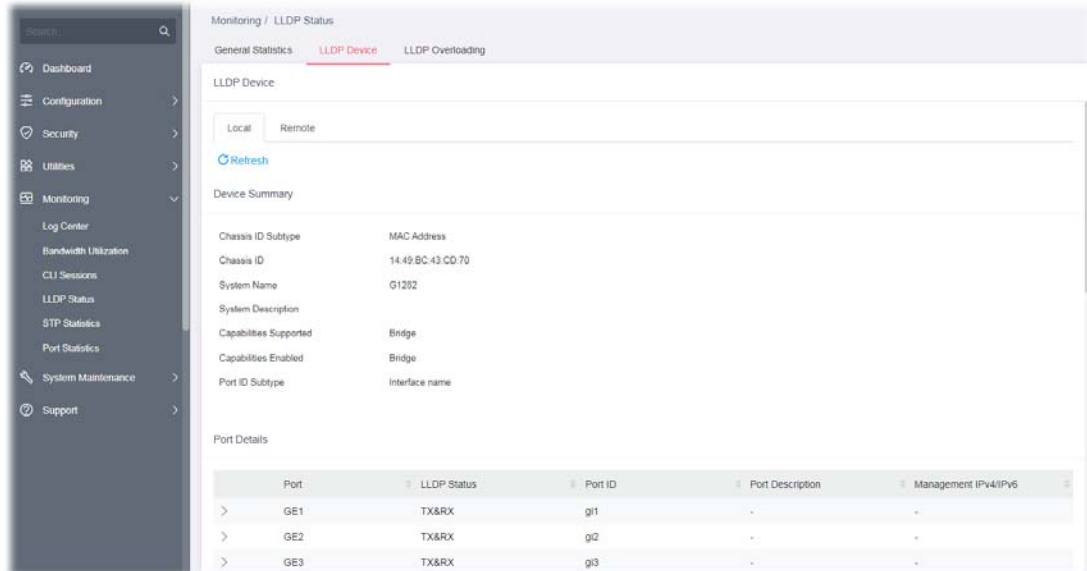 Search
Dashboard
Configuration
Security
Utilities
Monitoring
Log Center
Bandwidth Utilization
CLI Sessions
LLDP Status
STP Statistics
Port Statistics
System Maintenance
Support
Monitoring / LLDP Status
General Statistics LLDP Device LLDP Overloading
LLDP Device
Local Remote
Refresh
Device Summary
Chassis ID Subtype MAC Address
Chassis ID 14:49:BC:43:CD:70
System Name G1282
System Description
Capabilities Supported Bridge
Capabilities Enabled Bridge
Port ID Subtype Interface name
Port Details
Port LLDP Status Port ID Port Description Management IPv4/IPv6
GE1 TX&RX gi1 - -
GE2 TX&RX gi2 - -
GE3 TX&RX gi3 - -